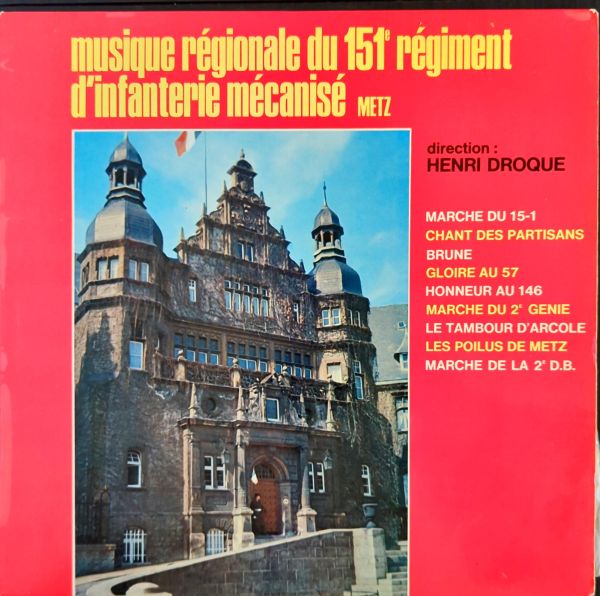 musique régionale du 151e régiment
d'infanterie mécanisé METZ
direction :
HENRI DROQUE
MARCHE DU 15-1
CHANT DES PARTISANS
BRUNE
GLOIRE AU 57
HONNEUR AU 146
MARCHE DU 2e GENIE
LE TAMBOUR D'ARCOLE
LES POILUS DE METZ
MARCHE DE LA 2e D.B.